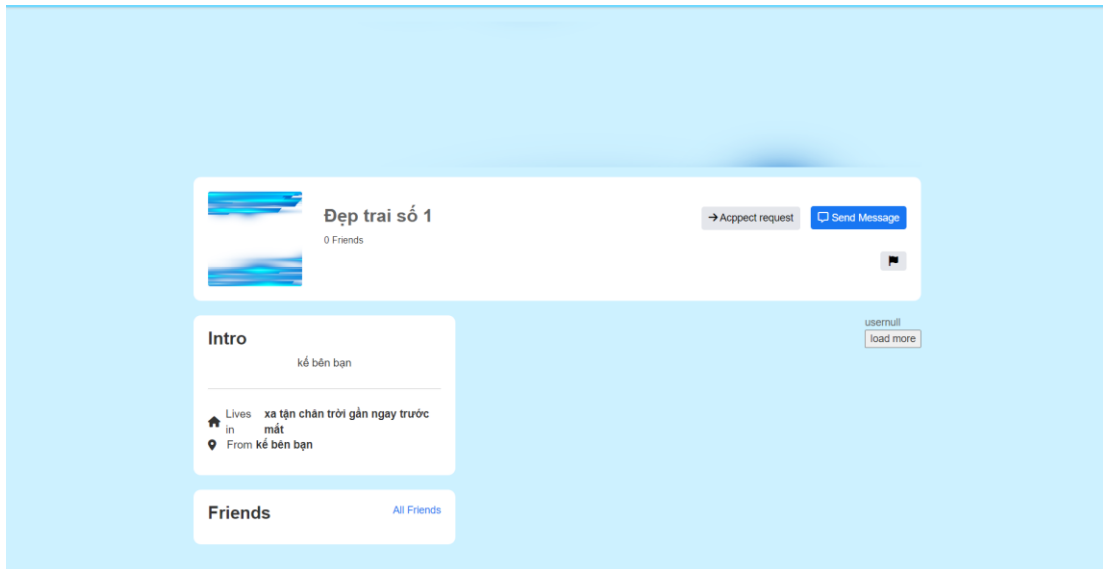 Đẹp trai số 1
0 Friends
Acppect request
Send Message
Intro
kế bên bạn
Lives in
xa tận chân trời gần ngay trước
mắt
From kế bên bạn
Friends
All Friends
usernull
load more